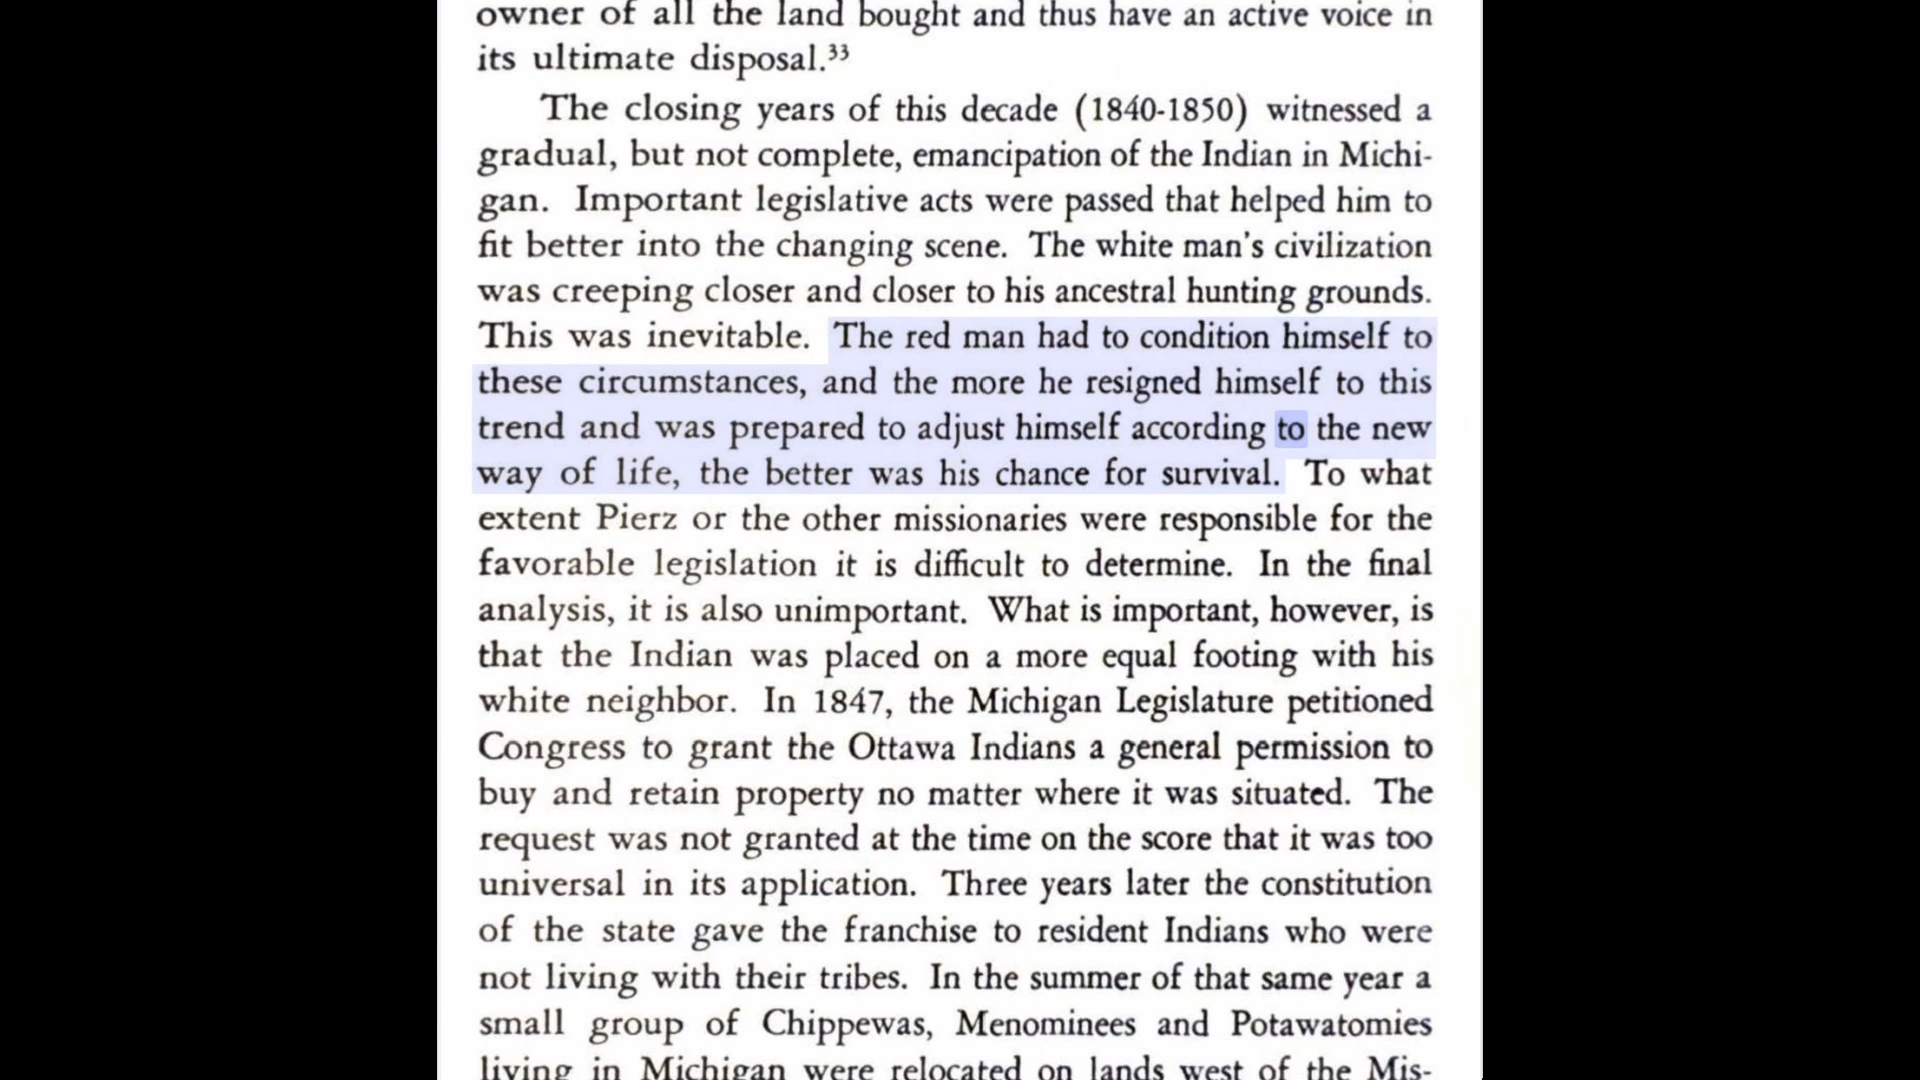 owner of all the land bought and thus have an active voice in
its ultimate disposal.³³
The closing years of this decade (1840-1850) witnessed a
gradual, but not complete, emancipation of the Indian in Michi-
gan. Important legislative acts were passed that helped him to
fit better into the changing scene. The white man's civilization
was creeping closer and closer to his ancestral hunting grounds.
This was inevitable. The red man had to condition himself to
these circumstances, and the more he resigned himself to this
trend and was prepared to adjust himself according to the new
way of life, the better was his chance for survival. To what
extent Pierz or the other missionaries were responsible for the
favorable legislation it is difficult to determine. In the final
analysis, it is also unimportant. What is important, however, is
that the Indian was placed on a more equal footing with his
white neighbor. In 1847, the Michigan Legislature petitioned
Congress to grant the Ottawa Indians a general permission to
buy and retain property no matter where it was situated. The
request was not granted at the time on the score that it was too
universal in its application. Three years later the constitution
of the state gave the franchise to resident Indians who were
not living with their tribes. In the summer of that same year a
small group of Chippewas, Menominees and Potawatomies
living in Michigan were relocated on lands west of the Mis-